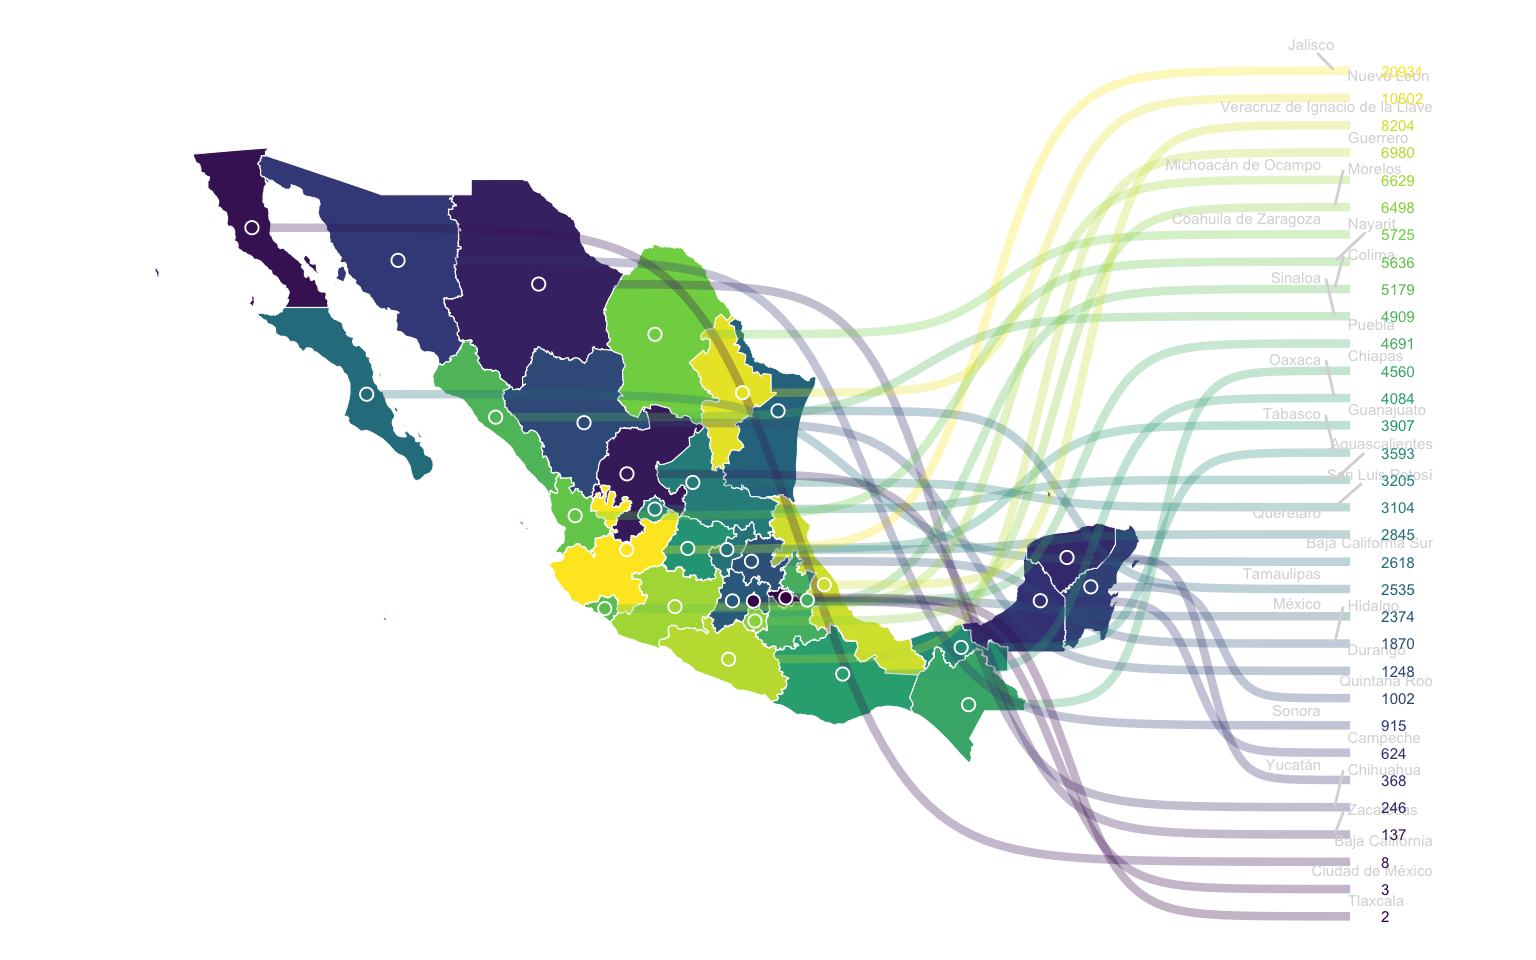 Jalisco
20931
Nuevo León
10602
Veracruz de Ignacio de la Llave
8204
Guerrero
6980
Michoacán de Ocampo
Morelos
6629
6498
Coahuila de Zaragoza
Nayarit
5725
Colima
5636
Sinaloa
5179
4909
Puebla
4691
Oaxaca
Chiapas
4560
4084
Tabasco
Guanajuato
3907
Aguascalientes
3593
San Luis Potosí
3205
Querétaro
3104
2845
Baja California Sur
2618
Tamaulipas
2535
México
Hidalgo
2374
1870
Durango
1248
Quintana Roo
1002
Sonora
915
Campeche
624
Yucatán
Chihuahua
368
246
Zacatecas
137
Baja California
8
Ciudad de México
3
Tlaxcala
2